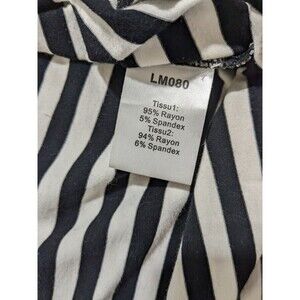 LM080
Tissu1:
95% Rayon
5% Spandex
Tissu2:
94% Rayon
6% Spandex